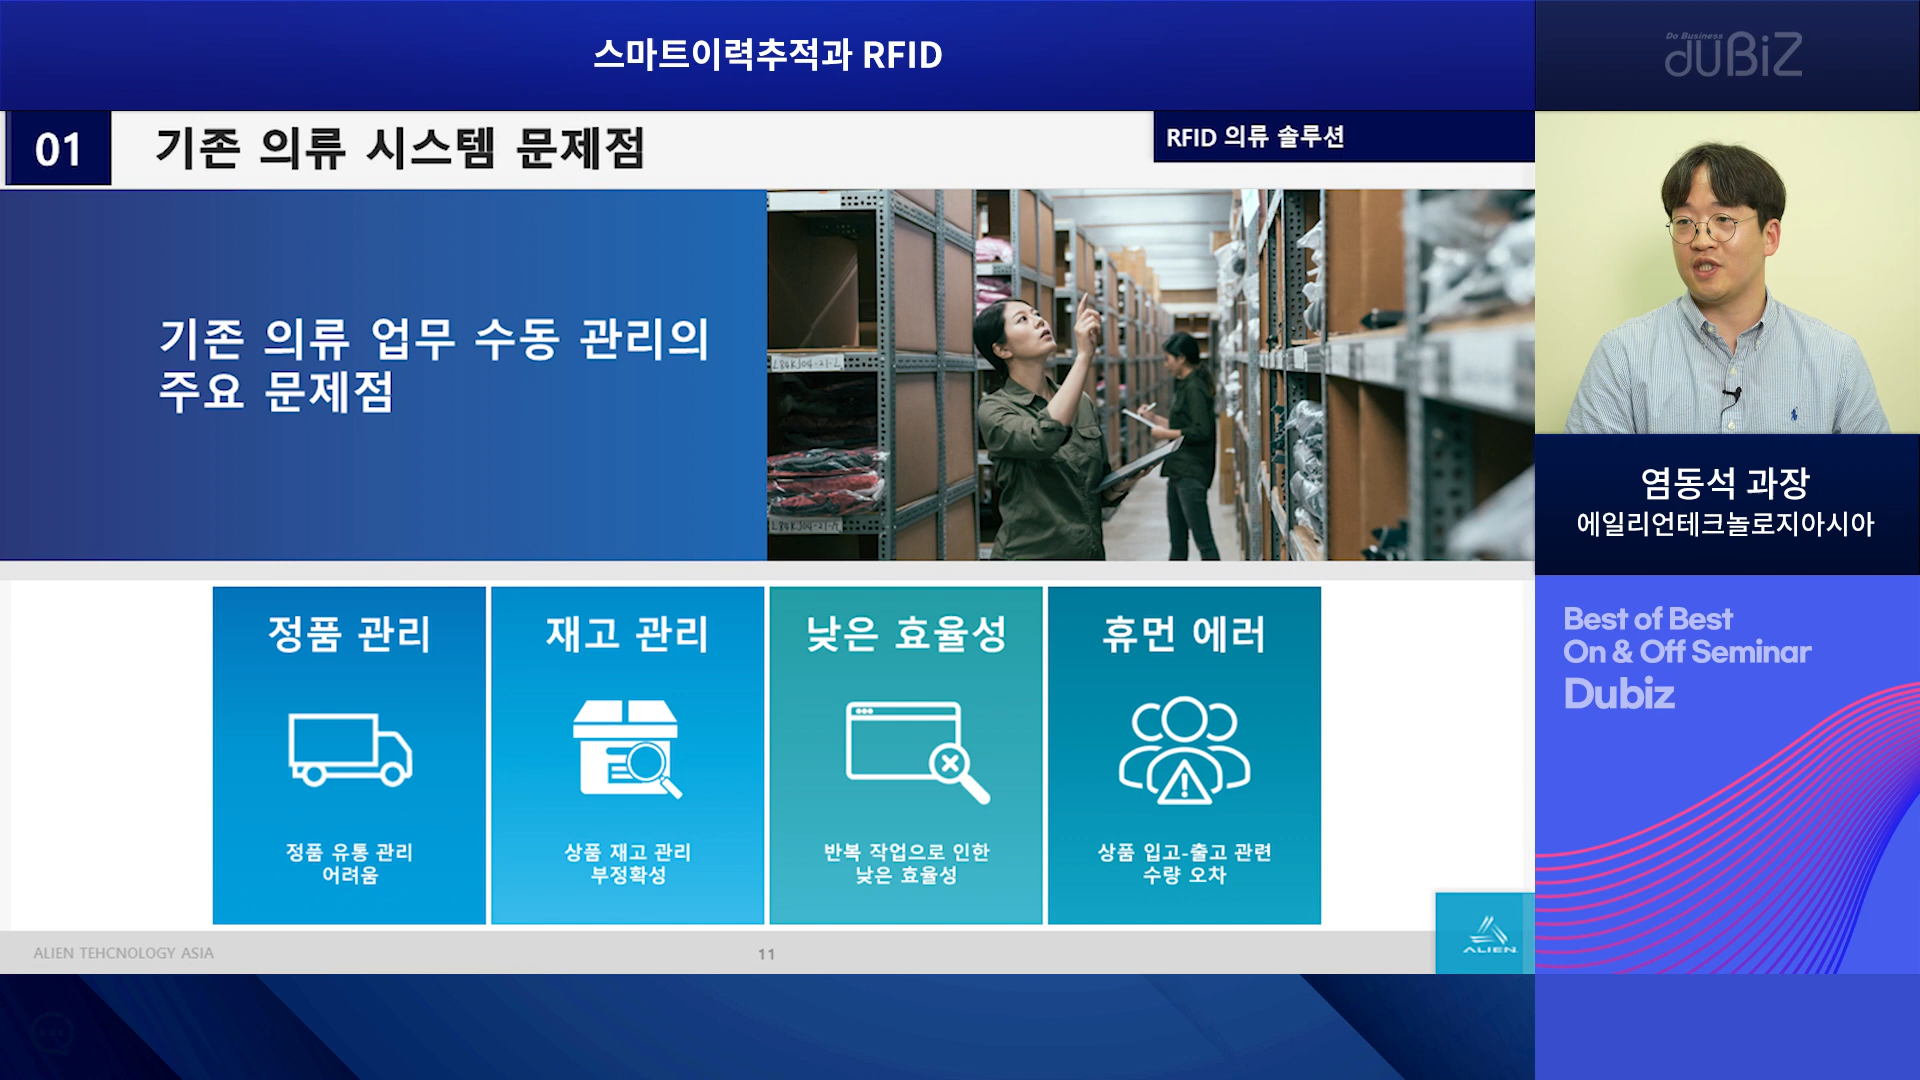 스마트이력추적과 RFID
Do Business
duBiZ
01
기존 의류 시스템 문제점
RFID 의류 솔루션
기존 의류 업무 수동 관리의
주요 문제점
염동석 과장
에일리언테크놀로지아시아
Best of Best
On & Off Seminar
Dubiz
정품 관리
정품 유통 관리
어려움
재고 관리
상품 재고 관리
부정확성
낮은 효율성
반복 작업으로 인한
낮은 효율성
휴먼 에러
상품 입고-출고 관련
수량 오차
ALIEN TEHCNOLOGY ASIA
11
ALIEN